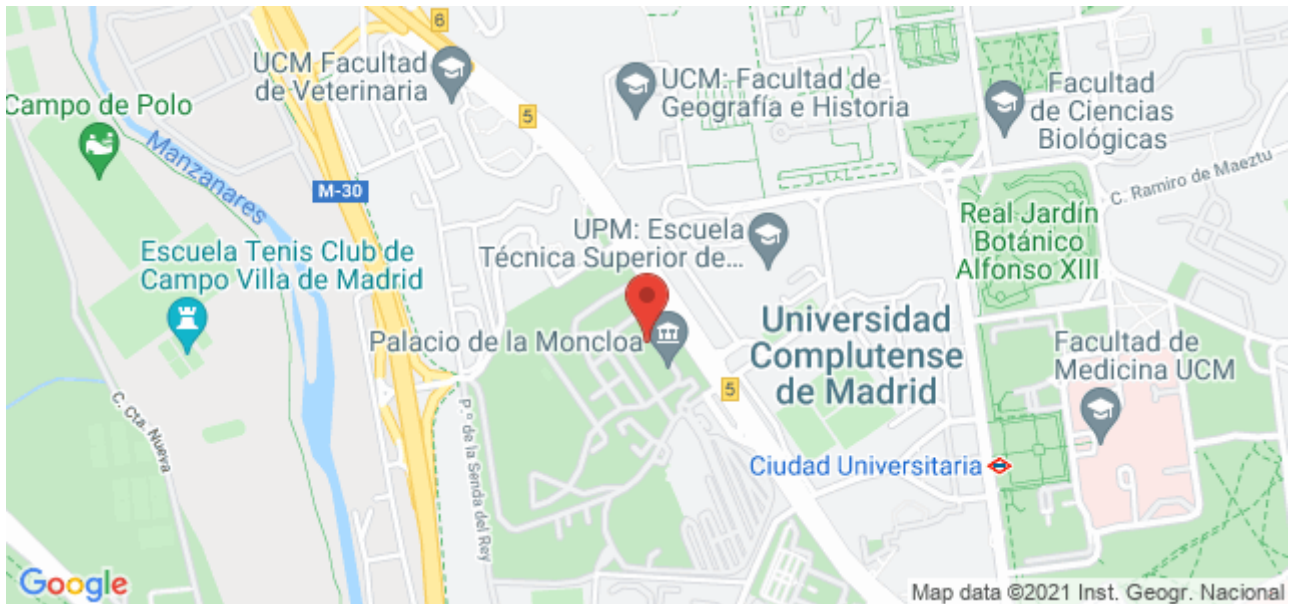 6
UCM Facultad
de Veterinaria
UCM: Facultad de
Geografía e Historia
Facultad
de Ciencias
Biológicas
Campo de Polo
5
Manzanares
M-30
C. Ramiro de Maeztu
UPM: Escuela
Técnica Superior de...
Real Jardín
Botánico
Alfonso XIII
Escuela Tenis Club de
Campo Villa de Madrid
Palacio de la Moncloa
Universidad
Complutense
de Madrid
Facultad de
Medicina UCM
5
C. Cta. Nueva
P.º de la Senda del Rey
Ciudad Universitaria
Google
Map data ©2021 Inst. Geogr. Nacional